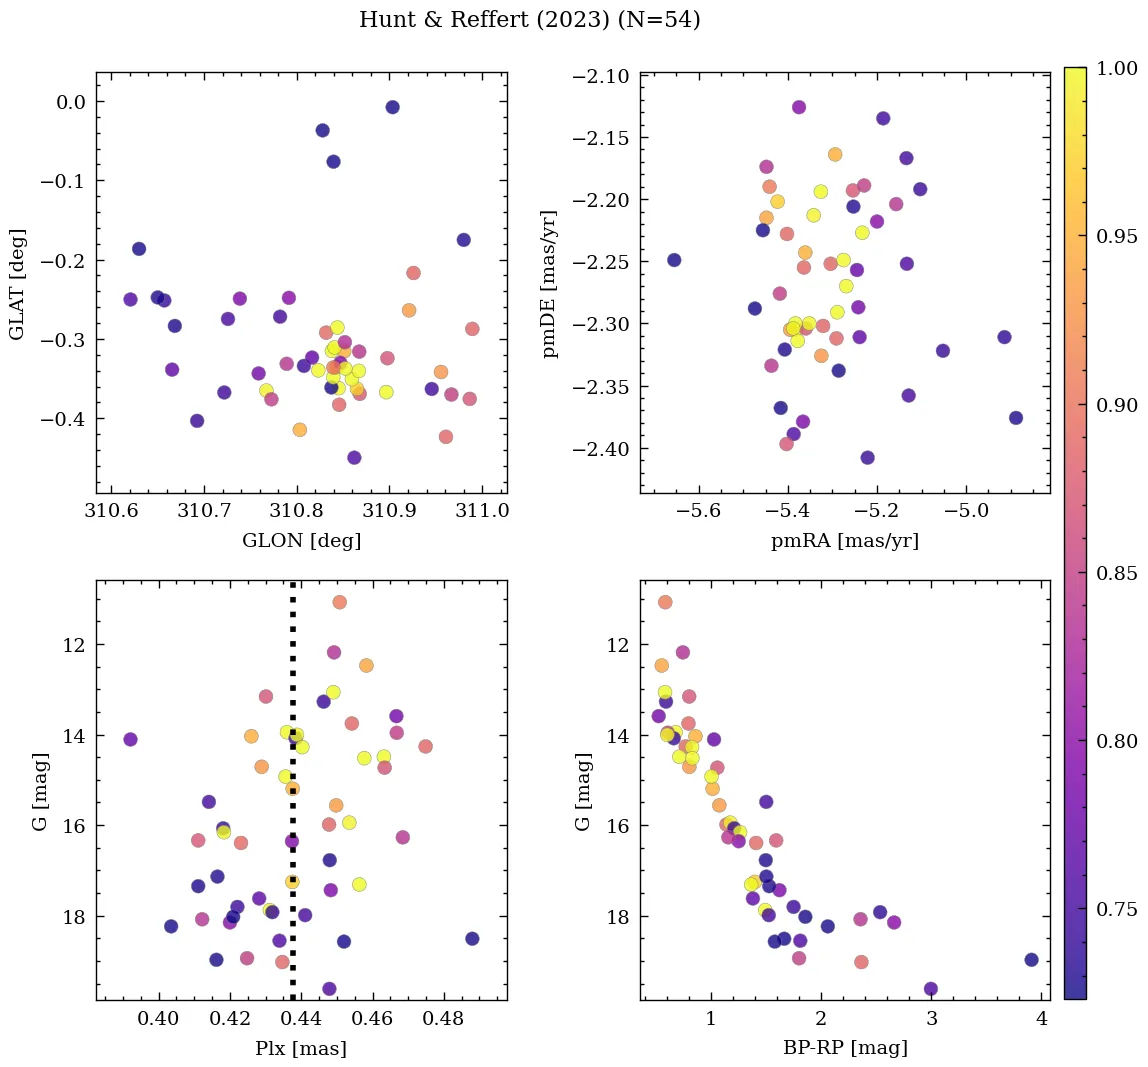 Hunt & Reffert (2023) (N=54)
0.0
−0.1
−0.2
−0.3
−0.4
GLAT [deg]
310.6 310.7 310.8 310.9 311.0
GLON [deg]
−2.10
−2.15
−2.20
−2.25
−2.30
−2.35
−2.40
pmDE [mas/yr]
−5.6 −5.4 −5.2 −5.0
pmRA [mas/yr]
12
14
16
18
G [mag]
0.40 0.42 0.44 0.46 0.48
Plx [mas]
12
14
16
18
G [mag]
1 2 3 4
BP-RP [mag]
1.00
0.95
0.90
0.85
0.80
0.75